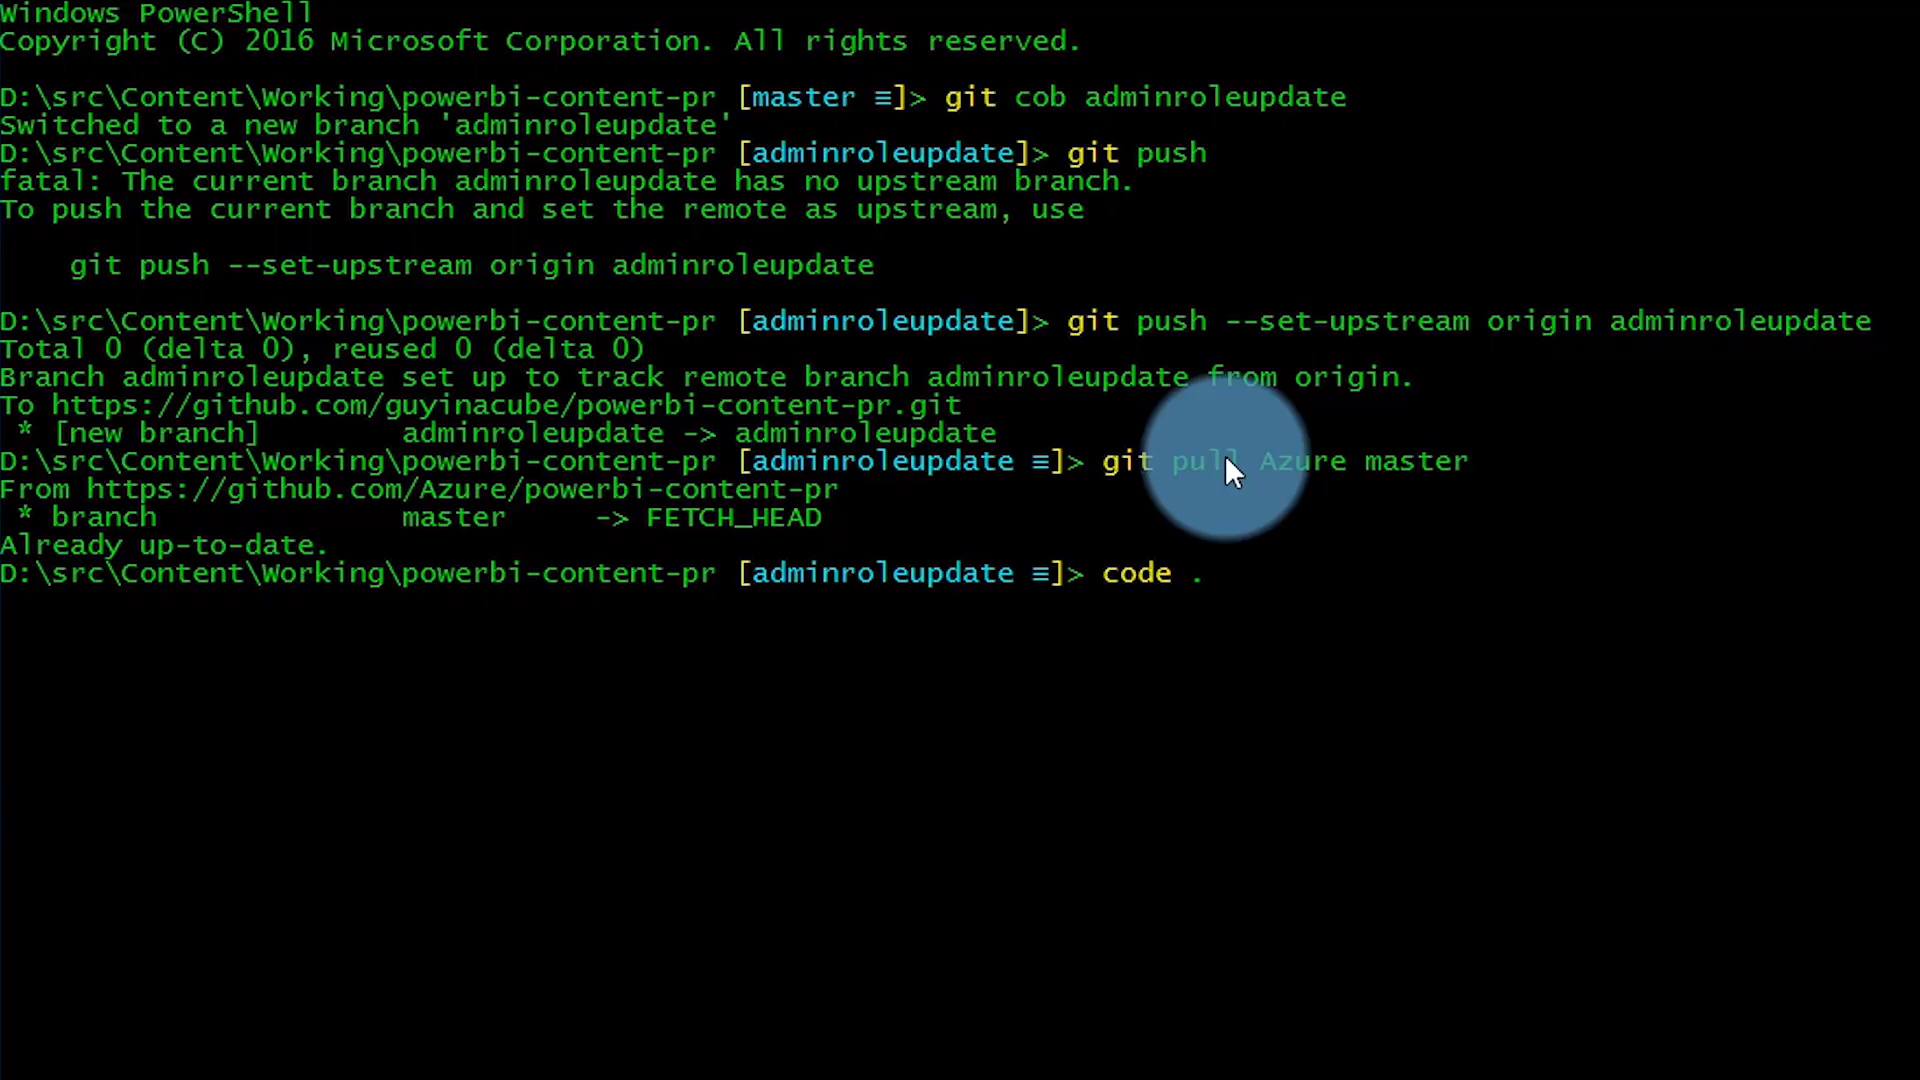 Windows PowerShell
Copyright (C) 2016 Microsoft Corporation. All rights reserved.
D:\src\Content\Working\powerbi-content-pr [master ≡]> git cob adminroleupdate
Switched to a new branch 'adminroleupdate'
D:\src\Content\Working\powerbi-content-pr [adminroleupdate]> git push
fatal: The current branch adminroleupdate has no upstream branch.
To push the current branch and set the remote as upstream, use
    git push --set-upstream origin adminroleupdate
D:\src\Content\Working\powerbi-content-pr [adminroleupdate]> git push --set-upstream origin adminroleupdate
Total 0 (delta 0), reused 0 (delta 0)
Branch adminroleupdate set up to track remote branch adminroleupdate from origin.
To https://github.com/guyinacube/powerbi-content-pr.git
 * [new branch]        adminroleupdate -> adminroleupdate
D:\src\Content\Working\powerbi-content-pr [adminroleupdate ≡]> git pull Azure master
From https://github.com/Azure/powerbi-content-pr
 * branch              master     -> FETCH_HEAD
Already up-to-date.
D:\src\Content\Working\powerbi-content-pr [adminroleupdate ≡]> code .